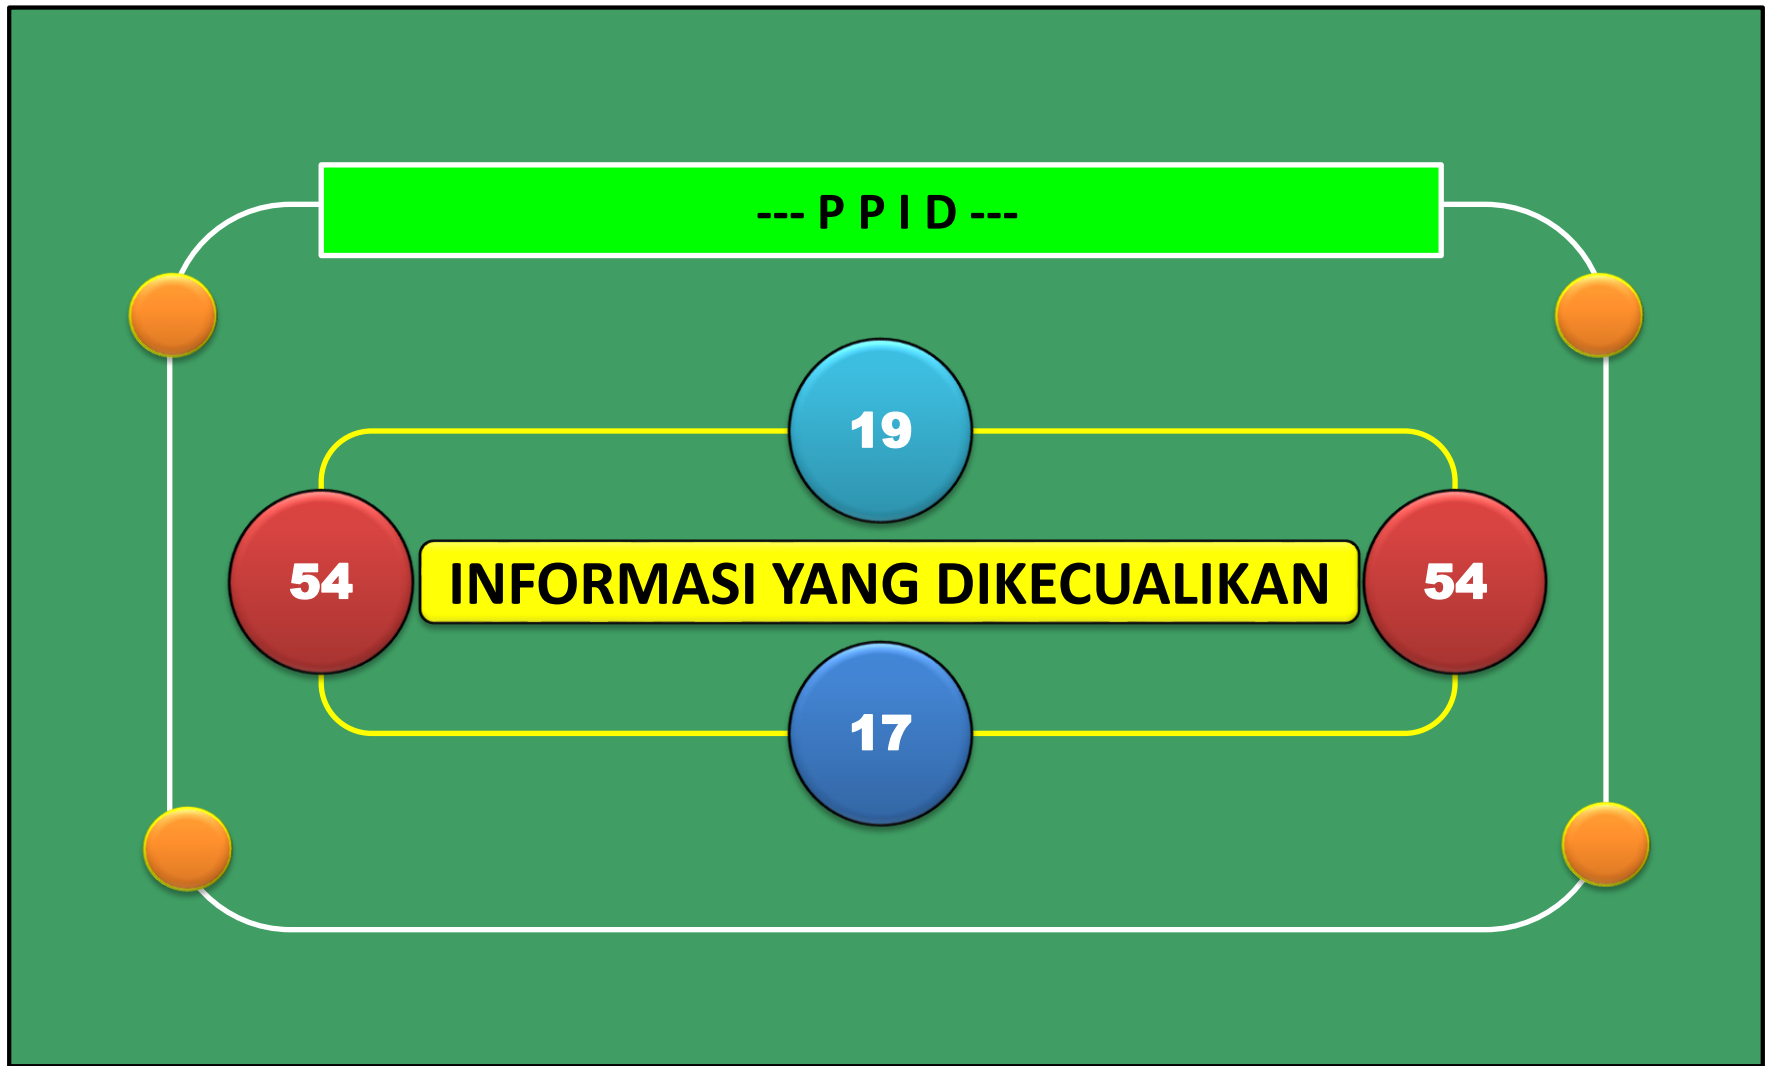 --- P P I D ---
19
54
INFORMASI YANG DIKECUALIKAN
54
17